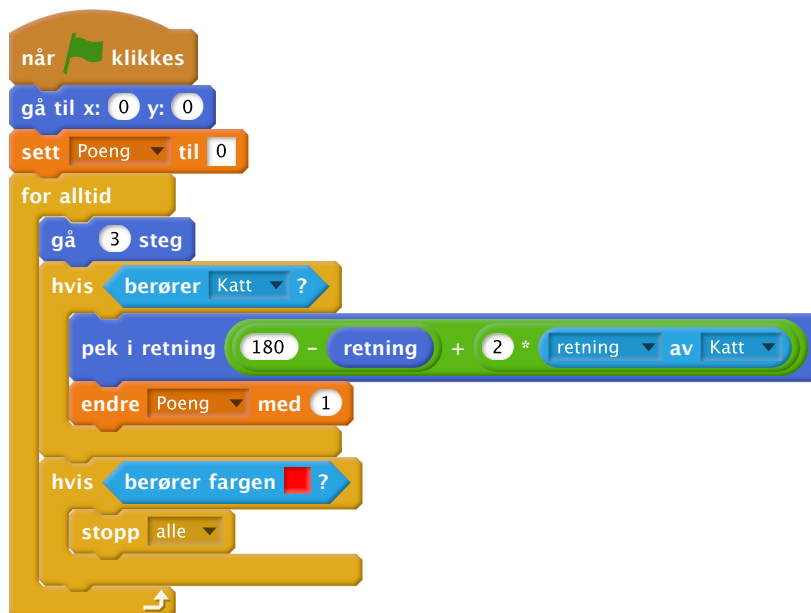 når klikkes
gå til x: 0 y: 0
sett Poeng til 0
for alltid
gå 3 steg
hvis berører Katt ?
pek i retning 180 - retning + 2 * retning av Katt
endre Poeng med 1
hvis berører fargen ?
stopp alle